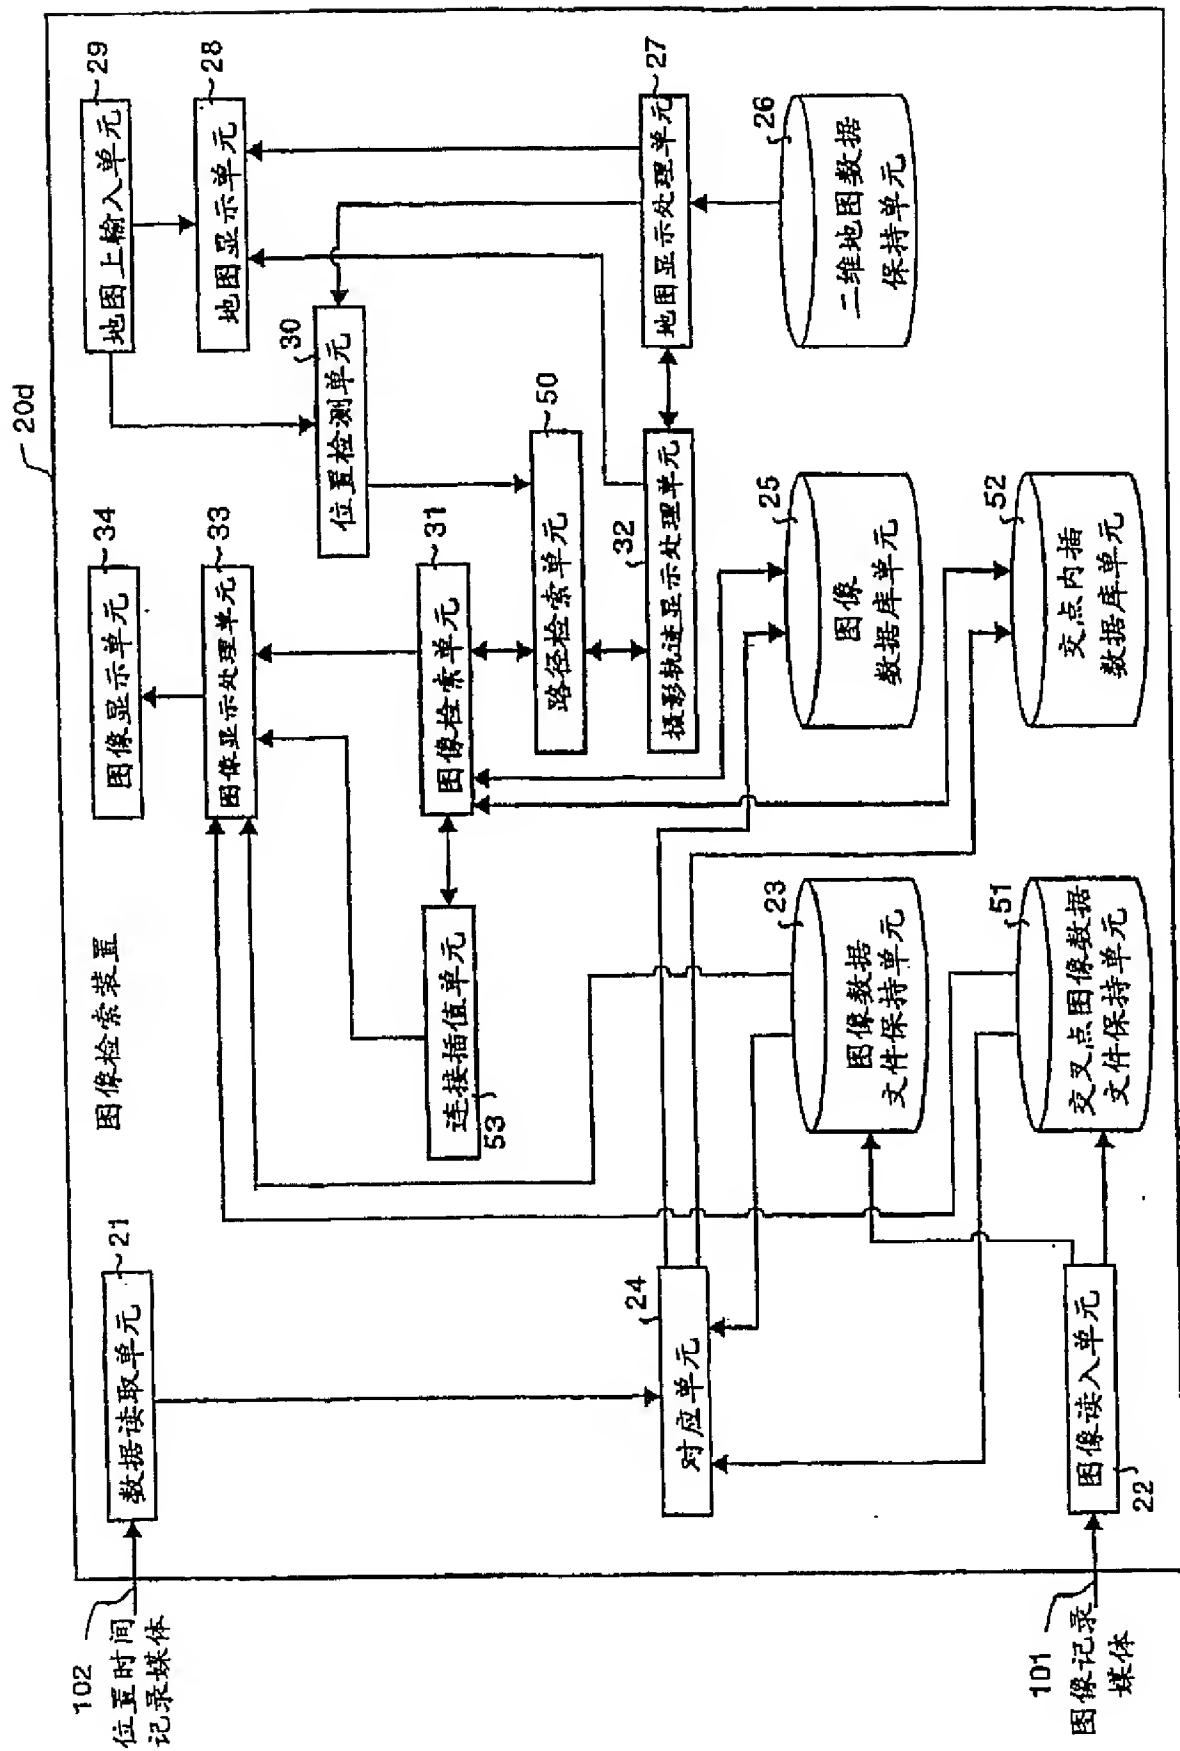 20d
图像检索装置
102
位置时间
记录媒体
数据读取单元
21
图像显示单元
34
地图上输入单元
29
图像显示处理单元
33
地图显示单元
28
位置检测单元
30
连接插值单元
53
图像检索单元
31
路径检索单元
50
对应单元
24
摄影轨迹显示处理单元
32
地图显示处理单元
27
图像数据
文件保持单元
23
图像
数据库单元
25
二维地图数据
保持单元
26
101
图像记录
媒体
图像读入单元
22
交叉点图像数据
文件保持单元
51
交点内插
数据库单元
52